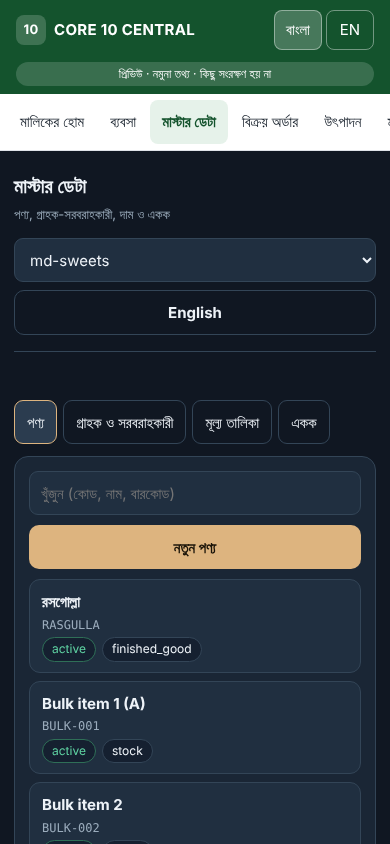 10 CORE 10 CENTRAL বাংলা EN
প্রিভিউ · নমুনা তথ্য · কিছু সংরক্ষণ হয় না
মালিকের হোম ব্যবসা মাস্টার ডেটা বিক্রয় অর্ডার উৎপাদন
মাস্টার ডেটা
পণ্য, গ্রাহক-সরবরাহকারী, দাম ও একক
md-sweets
English
পণ্য গ্রাহক ও সরবরাহকারী মূল্য তালিকা একক
খুঁজুন (কোড, নাম, বারকোড)
নতুন পণ্য
রসগোল্লা
RASGULLA
active finished_good
Bulk item 1 (A)
BULK-001
active stock
Bulk item 2
BULK-002